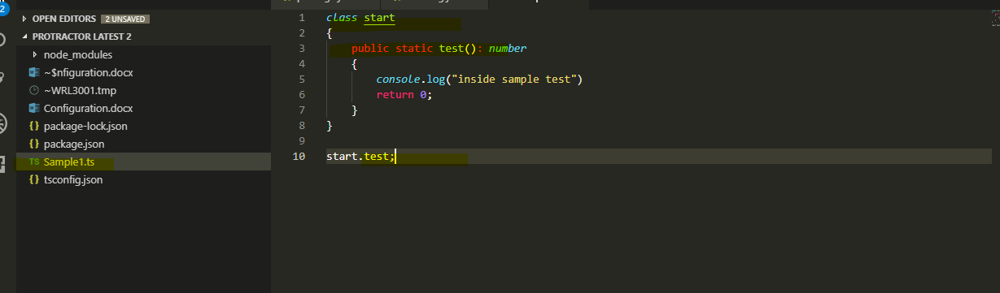 2
OPEN EDITORS 2 UNSAVED
PROTRACTOR LATEST 2
node_modules
~$nfiguration.docx
~WRL3001.tmp
Configuration.docx
{} package-lock.json
{} package.json
TS Sample1.ts
{} tsconfig.json
1 class start
2 {
3 public static test(): number
4 {
5 console.log("inside sample test")
6 return 0;
7 }
8 }
9
10 start.test;